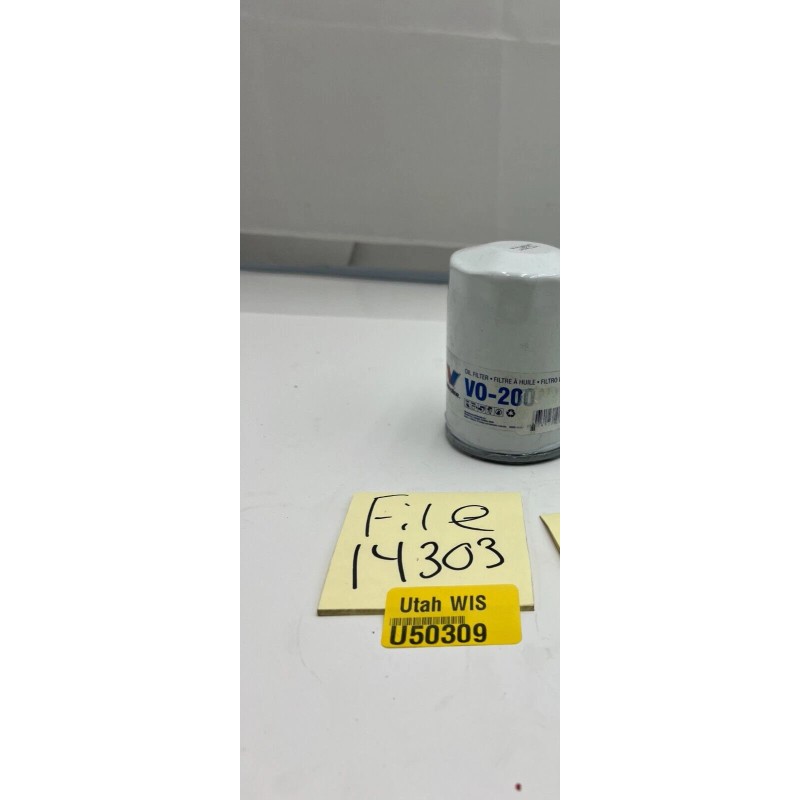 OIL FILTER • FILTRE À HUILE • FILTRO
VO-200
File
14303
Utah WIS
U50309